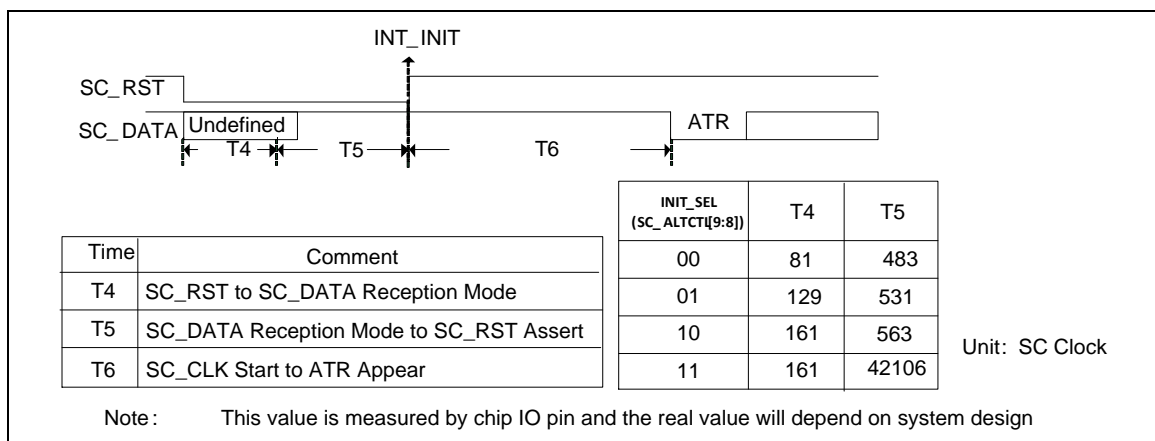 INT_INIT
SC_RST
SC_DATA Undefined ATR
T4 T5 T6
INIT_SEL
(SC_ALTCTL[9:8]) T4 T5
00 81 483
01 129 531
10 161 563
11 161 42106
Unit: SC Clock
Time Comment
T4 SC_RST to SC_DATA Reception Mode
T5 SC_DATA Reception Mode to SC_RST Assert
T6 SC_CLK Start to ATR Appear
Note: This value is measured by chip IO pin and the real value will depend on system design